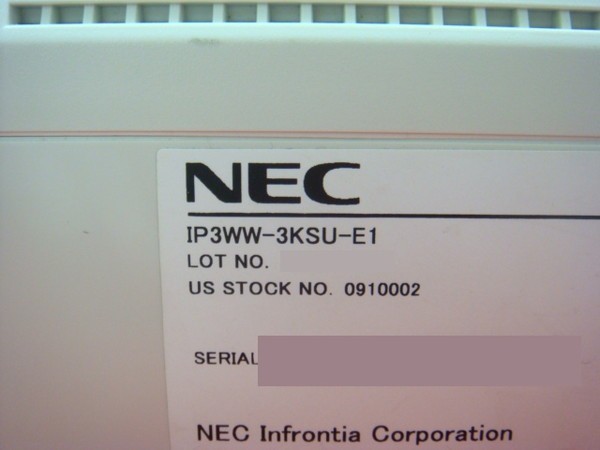 NEC
IP3WW-3KSU-E1
LOT NO.
US STOCK NO. 0910002
SERIAL
NEC Infrontia Corporation